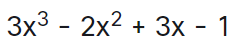 3x³ - 2x² + 3x - 1